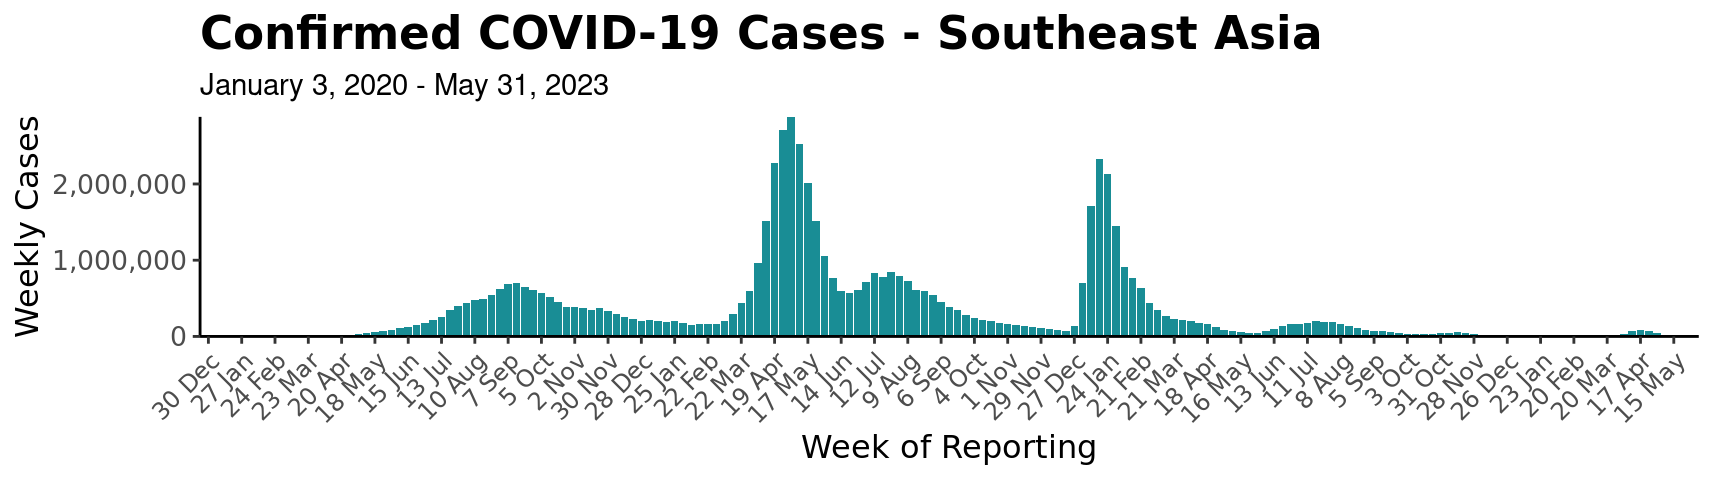 Confirmed COVID-19 Cases - Southeast Asia
January 3, 2020 - May 31, 2023
Weekly Cases
2,000,000
1,000,000
0
30 Dec
27 Jan
24 Feb
23 Mar
20 Apr
18 May
15 Jun
13 Jul
10 Aug
7 Sep
5 Oct
2 Nov
30 Nov
28 Dec
25 Jan
22 Feb
22 Mar
19 Apr
17 May
14 Jun
12 Jul
9 Aug
6 Sep
4 Oct
1 Nov
29 Nov
27 Dec
24 Jan
21 Feb
21 Mar
18 Apr
16 May
13 Jun
11 Jul
8 Aug
5 Sep
3 Oct
31 Oct
28 Nov
26 Dec
23 Jan
20 Feb
20 Mar
17 Apr
15 May
Week of Reporting